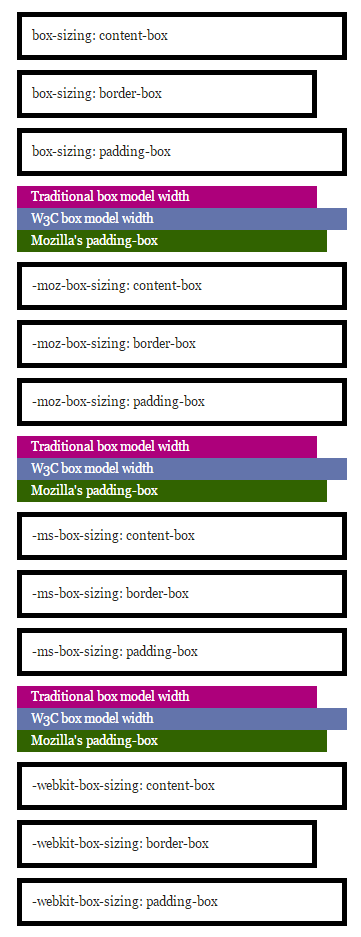 box-sizing: content-box
box-sizing: border-box
box-sizing: padding-box
Traditional box model width
W3C box model width
Mozilla's padding-box
-moz-box-sizing: content-box
-moz-box-sizing: border-box
-moz-box-sizing: padding-box
Traditional box model width
W3C box model width
Mozilla's padding-box
-ms-box-sizing: content-box
-ms-box-sizing: border-box
-ms-box-sizing: padding-box
Traditional box model width
W3C box model width
Mozilla's padding-box
-webkit-box-sizing: content-box
-webkit-box-sizing: border-box
-webkit-box-sizing: padding-box